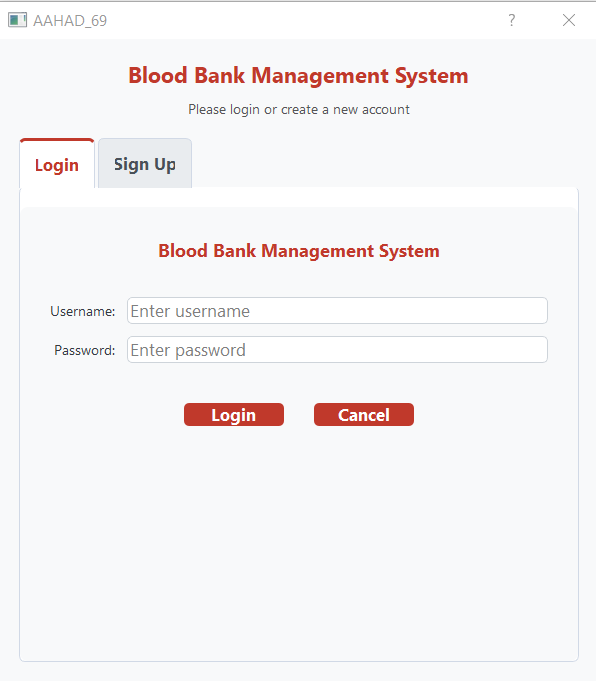 AAHAD_69 ?
Blood Bank Management System
Please login or create a new account
Login Sign Up
Blood Bank Management System
Username: Enter username
Password: Enter password
Login Cancel